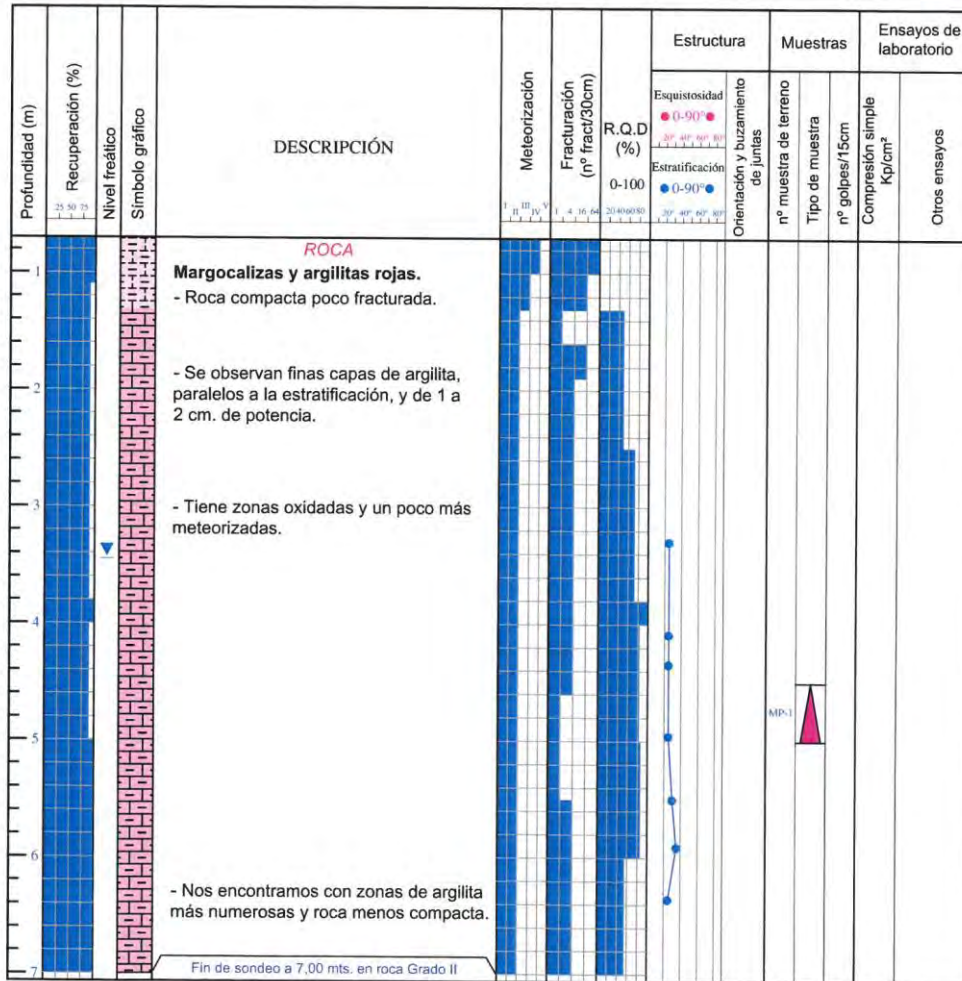 Profundidad (m)
Recuperación (%)
25 50 75
Nivel freático
Símbolo gráfico
DESCRIPCIÓN
Meteorización
I II III IV V
Fracturación
(nº fract/30cm)
1 4 16 64
R.Q.D
(%)
0-100
20 40 60 80
Estructura
Esquistosidad
0-90°
20° 40° 60° 80°
Estratificación
0-90°
20° 40° 60° 80°
Orientación y buzamiento
de juntas
Muestras
nº muestra de terreno
Tipo de muestra
nº golpes/15cm
Ensayos de
laboratorio
Compresión simple
Kp/cm²
Otros ensayos
ROCA
Margocalizas y argilitas rojas.
- Roca compacta poco fracturada.
- Se observan finas capas de argilita,
paralelos a la estratificación, y de 1 a
2 cm. de potencia.
- Tiene zonas oxidadas y un poco más
meteorizadas.
- Nos encontramos con zonas de argilita
más numerosas y roca menos compacta.
Fin de sondeo a 7,00 mts. en roca Grado II
1
2
3
4
5
6
7
MP-1